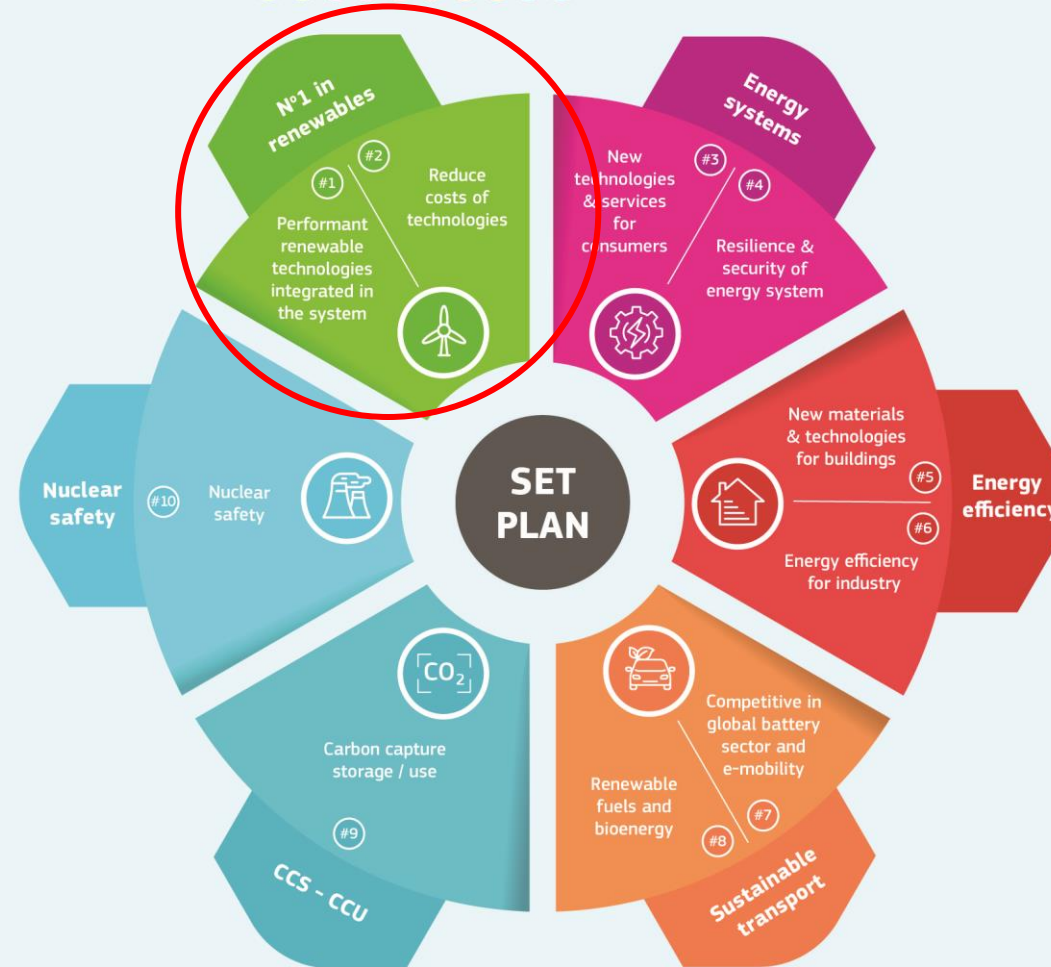 N°1 in
renewables
#1
#2
Performant
renewable
technologies
integrated in
the system
Reduce
costs of
technologies
Energy
systems
#3
#4
New
technologies
& services
for
consumers
Resilience &
security of
energy system
Energy
efficiency
New materials
& technologies
for buildings
#5
#6
Energy efficiency
for industry
SET
PLAN
Nuclear
safety
#10
Nuclear
safety
CO2
Carbon capture
storage / use
#9
CCS - CCU
Competitive in
global battery
sector and
e-mobility
#7
Renewable
fuels and
bioenergy
#8
Sustainable
transport